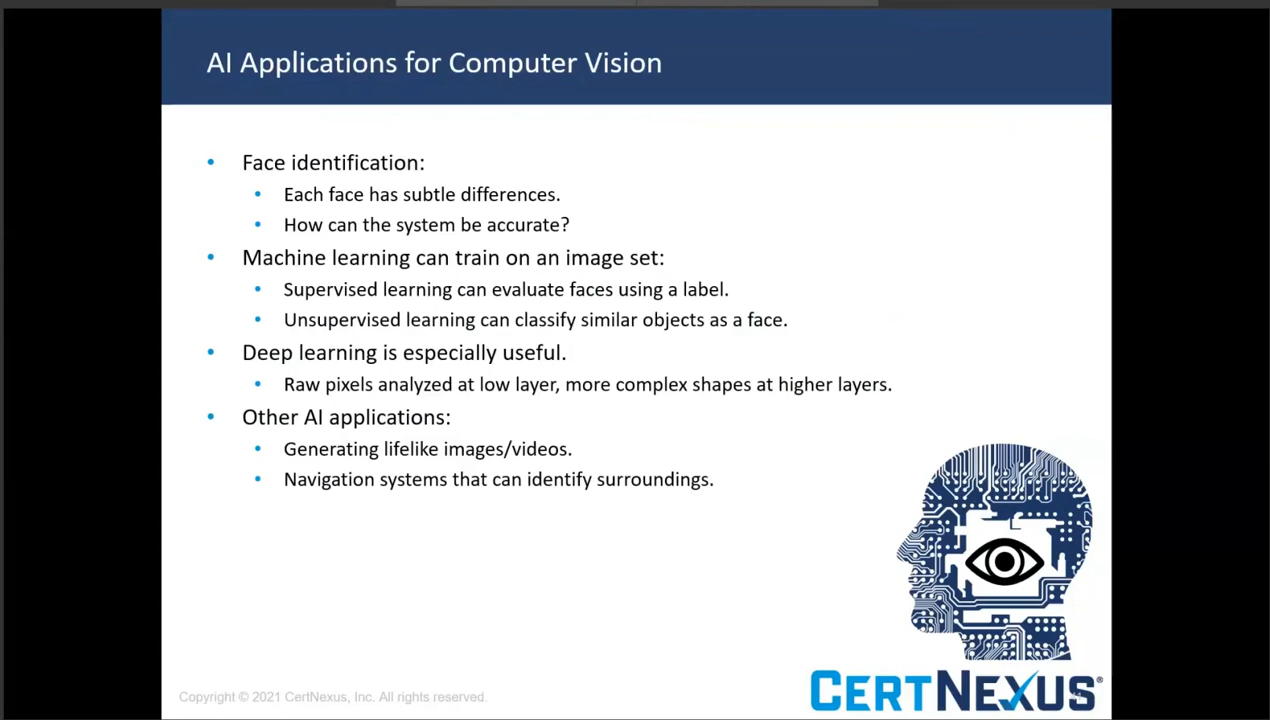 AI Applications for Computer Vision
• Face identification:
• Each face has subtle differences.
• How can the system be accurate?
• Machine learning can train on an image set:
• Supervised learning can evaluate faces using a label.
• Unsupervised learning can classify similar objects as a face.
• Deep learning is especially useful.
• Raw pixels analyzed at low layer, more complex shapes at higher layers.
• Other AI applications:
• Generating lifelike images/videos.
• Navigation systems that can identify surroundings.
Copyright © 2021 CertNexus, Inc. All rights reserved.
CERTNEXUS®